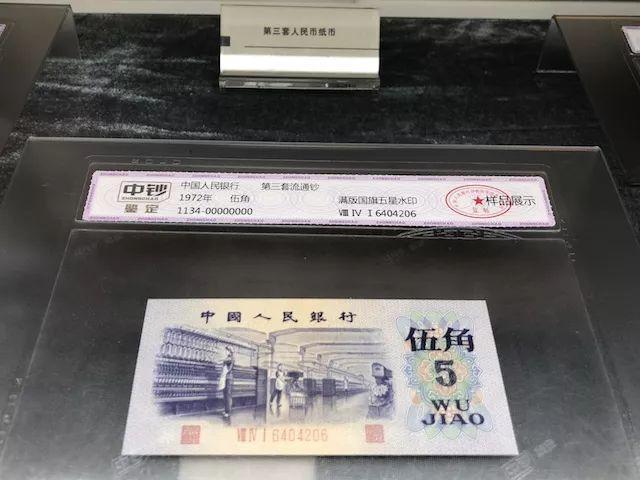 第三套人民币纸币
中钞
ZHONGCHAO
鉴定
中国人民银行 第三套流通钞
1972年 伍角 满版国旗五星水印
1134-00000000 Ⅷ Ⅳ Ⅰ 6404206
★样品展示
中國人民銀行
伍角
5
WU
JIAO
Ⅷ Ⅳ Ⅰ 6404206